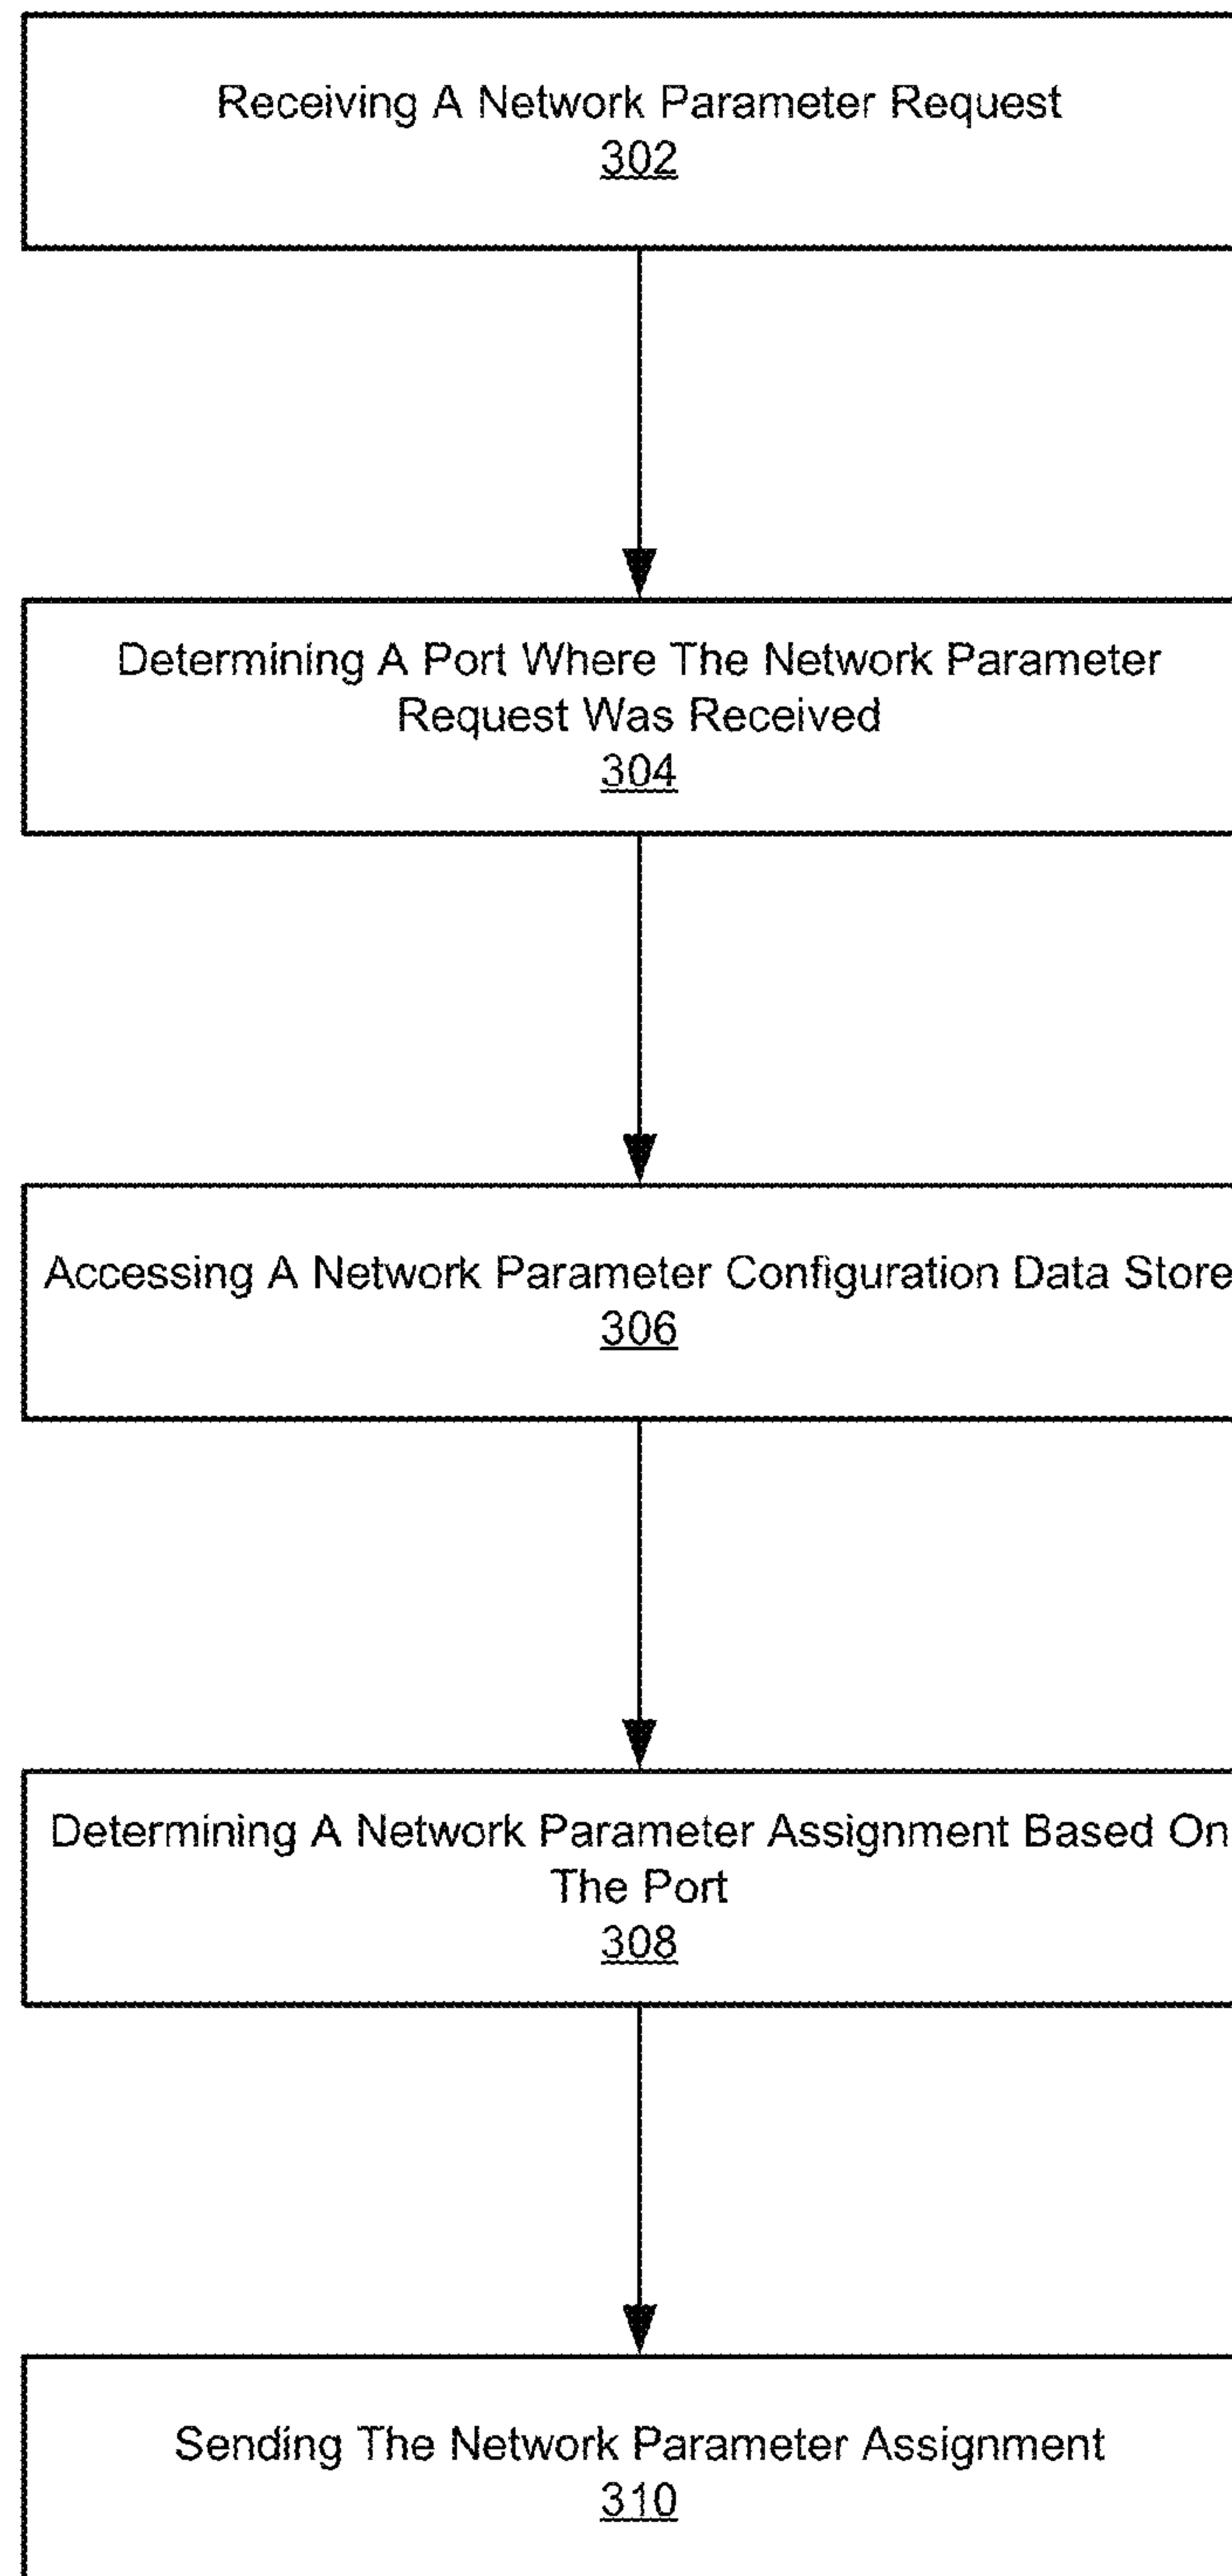 Receiving A Network Parameter Request
302
Determining A Port Where The Network Parameter
Request Was Received
304
Accessing A Network Parameter Configuration Data Store
306
Determining A Network Parameter Assignment Based On
The Port
308
Sending The Network Parameter Assignment
310